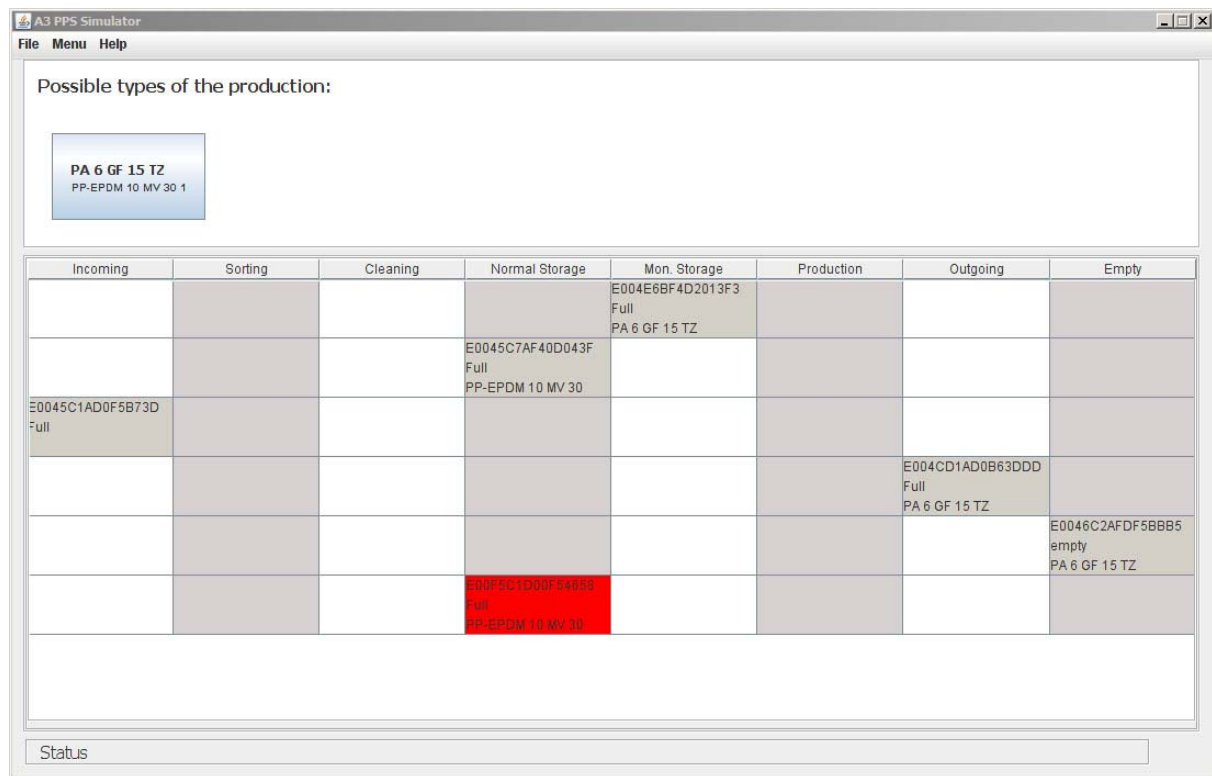 A3 PPS Simulator
File Menu Help
Possible types of the production:
PA 6 GF 15 TZ
PP-EPDM 10 MV 30 1
Incoming Sorting Cleaning Normal Storage Mon. Storage Production Outgoing Empty
E004E6BF4D2013F3
Full
PA 6 GF 15 TZ
E0045C7AF40D043F
Full
PP-EPDM 10 MV 30
E0045C1AD0F5B73D
Full
E004CD1AD0B63DDD
Full
PA 6 GF 15 TZ
E0046C2AFDF5BBB5
empty
PA 6 GF 15 TZ
E00F5C1D00F54658
Full
PP-EPDM 10 MV 30
Status